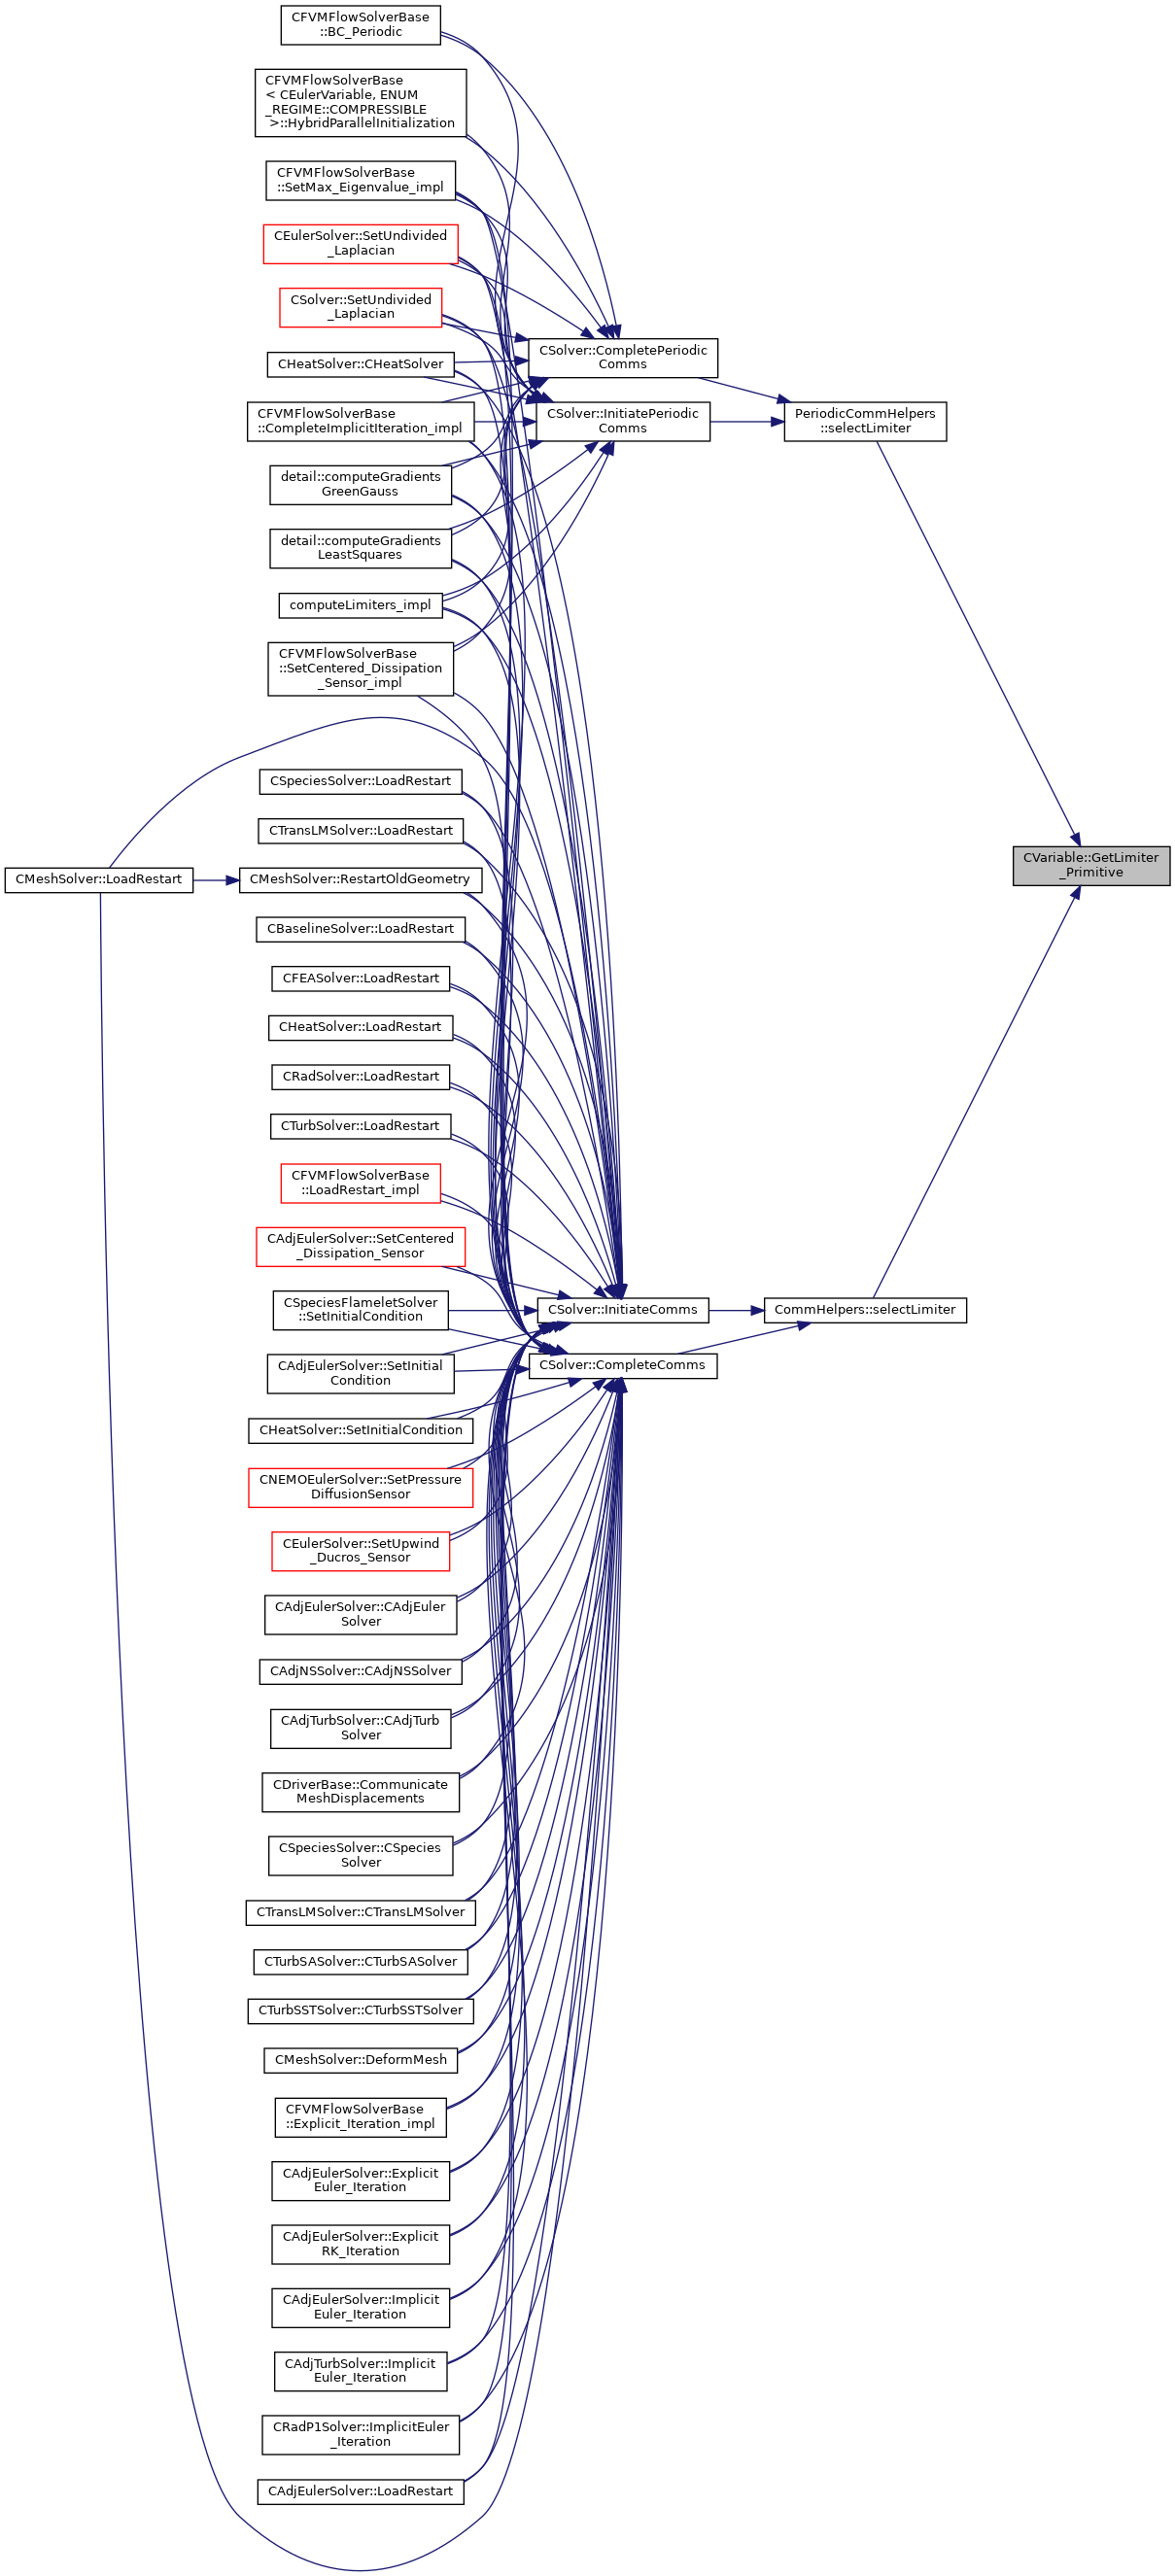 CFVMFlowSolverBase
::BC_Periodic
CFVMFlowSolverBase
< CEulerVariable, ENUM
_REGIME::COMPRESSIBLE
>::HybridParallelInitialization
CFVMFlowSolverBase
::SetMax_Eigenvalue_impl
CEulerSolver::SetUndivided
_Laplacian
CSolver::SetUndivided
_Laplacian
CHeatSolver::CHeatSolver
CFVMFlowSolverBase
::CompleteImplicitIteration_impl
detail::computeGradients
GreenGauss
detail::computeGradients
LeastSquares
computeLimiters_impl
CFVMFlowSolverBase
::SetCentered_Dissipation
_Sensor_impl
CSpeciesSolver::LoadRestart
CTransLMSolver::LoadRestart
CMeshSolver::LoadRestart
CMeshSolver::RestartOldGeometry
CBaselineSolver::LoadRestart
CFEASolver::LoadRestart
CHeatSolver::LoadRestart
CRadSolver::LoadRestart
CTurbSolver::LoadRestart
CFVMFlowSolverBase
::LoadRestart_impl
CAdjEulerSolver::SetCentered
_Dissipation_Sensor
CSpeciesFlameletSolver
::SetInitialCondition
CAdjEulerSolver::SetInitial
Condition
CHeatSolver::SetInitialCondition
CNEMOEulerSolver::SetPressure
DiffusionSensor
CEulerSolver::SetUpwind
_Ducros_Sensor
CAdjEulerSolver::CAdjEuler
Solver
CAdjNSSolver::CAdjNSSolver
CAdjTurbSolver::CAdjTurb
Solver
CDriverBase::Communicate
MeshDisplacements
CSpeciesSolver::CSpecies
Solver
CTransLMSolver::CTransLMSolver
CTurbSASolver::CTurbSASolver
CTurbSSTSolver::CTurbSSTSolver
CMeshSolver::DeformMesh
CFVMFlowSolverBase
::Explicit_Iteration_impl
CAdjEulerSolver::Explicit
Euler_Iteration
CAdjEulerSolver::Explicit
RK_Iteration
CAdjEulerSolver::Implicit
Euler_Iteration
CAdjTurbSolver::Implicit
Euler_Iteration
CRadP1Solver::ImplicitEuler
_Iteration
CAdjEulerSolver::LoadRestart
CSolver::CompletePeriodic
Comms
CSolver::InitiatePeriodic
Comms
CSolver::InitiateComms
CSolver::CompleteComms
PeriodicCommHelpers
::selectLimiter
CommHelpers::selectLimiter
CVariable::GetLimiter
_Primitive